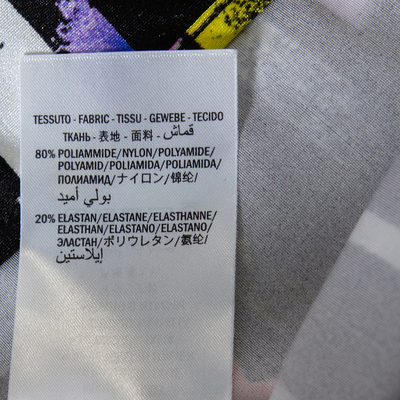 TESSUTO - FABRIC - TISSU - GEWEBE - TECIDO
ТКАНЬ - 表地 - 面料 - قماش
80% POLIAMMIDE/NYLON/POLYAMIDE/
POLYAMID/POLIAMIDA/POLIAMIDA/
ПОЛИАМИД/ナイロン/锦纶/
بولي أميد
20% ELASTAN/ELASTANE/ELASTHANNE/
ELASTHAN/ELASTANO/ELASTANO/
ЭЛАСТАН/ポリウレタン/氨纶/
إيلاستين